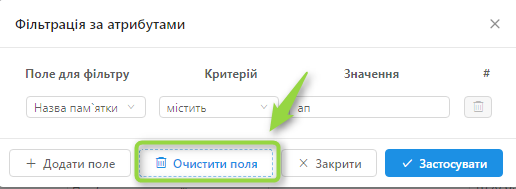 Фільтрація за атрибутами
Поле для фільтру Критерій Значення #
Назва пам`ятки містить ап
Додати поле Очистити поля Закрити Застосувати